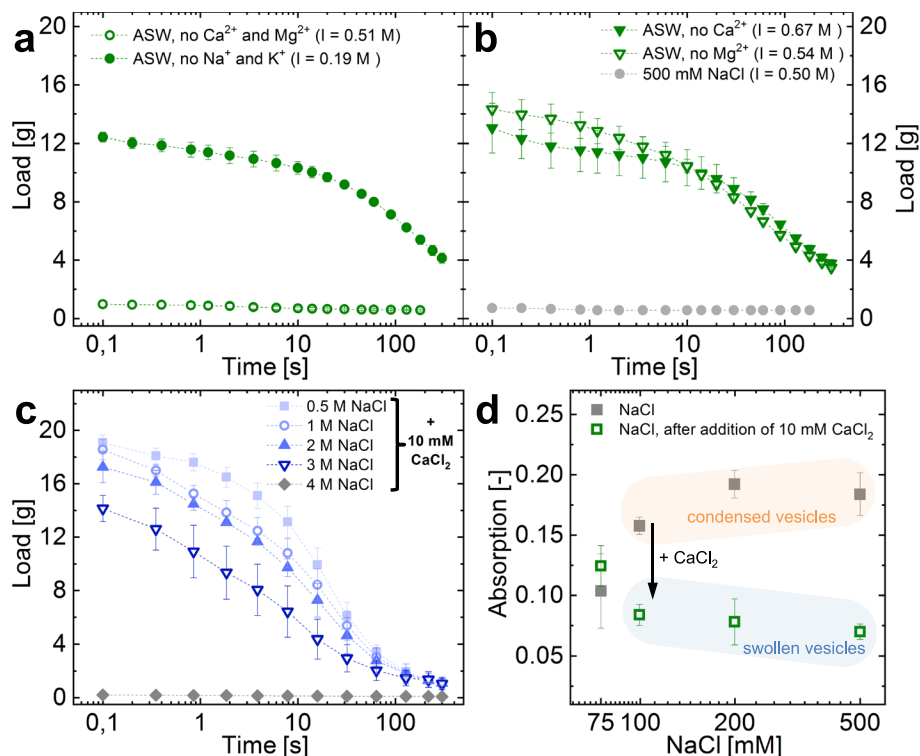 a
ASW, no Ca²⁺ and Mg²⁺ (I = 0.51 M)
ASW, no Na⁺ and K⁺ (I = 0.19 M )
Load [g]
20
16
12
8
4
0
0,1
1
10
100
Time [s]
b
ASW, no Ca²⁺ (I = 0.67 M)
ASW, no Mg²⁺ (I = 0.54 M)
500 mM NaCl (I = 0.50 M)
20
16
12
8
4
0
Load [g]
0,1
1
10
100
Time [s]
c
0.5 M NaCl
1 M NaCl
2 M NaCl
3 M NaCl
4 M NaCl
+
10 mM
CaCl₂
Load [g]
20
16
12
8
4
0
0,1
1
10
100
Time [s]
d
NaCl
NaCl, after addition of 10 mM CaCl₂
Absorption [-]
0.25
0.20
0.15
0.10
0.05
condensed vesicles
+ CaCl₂
swollen vesicles
75
100
200
500
NaCl [mM]